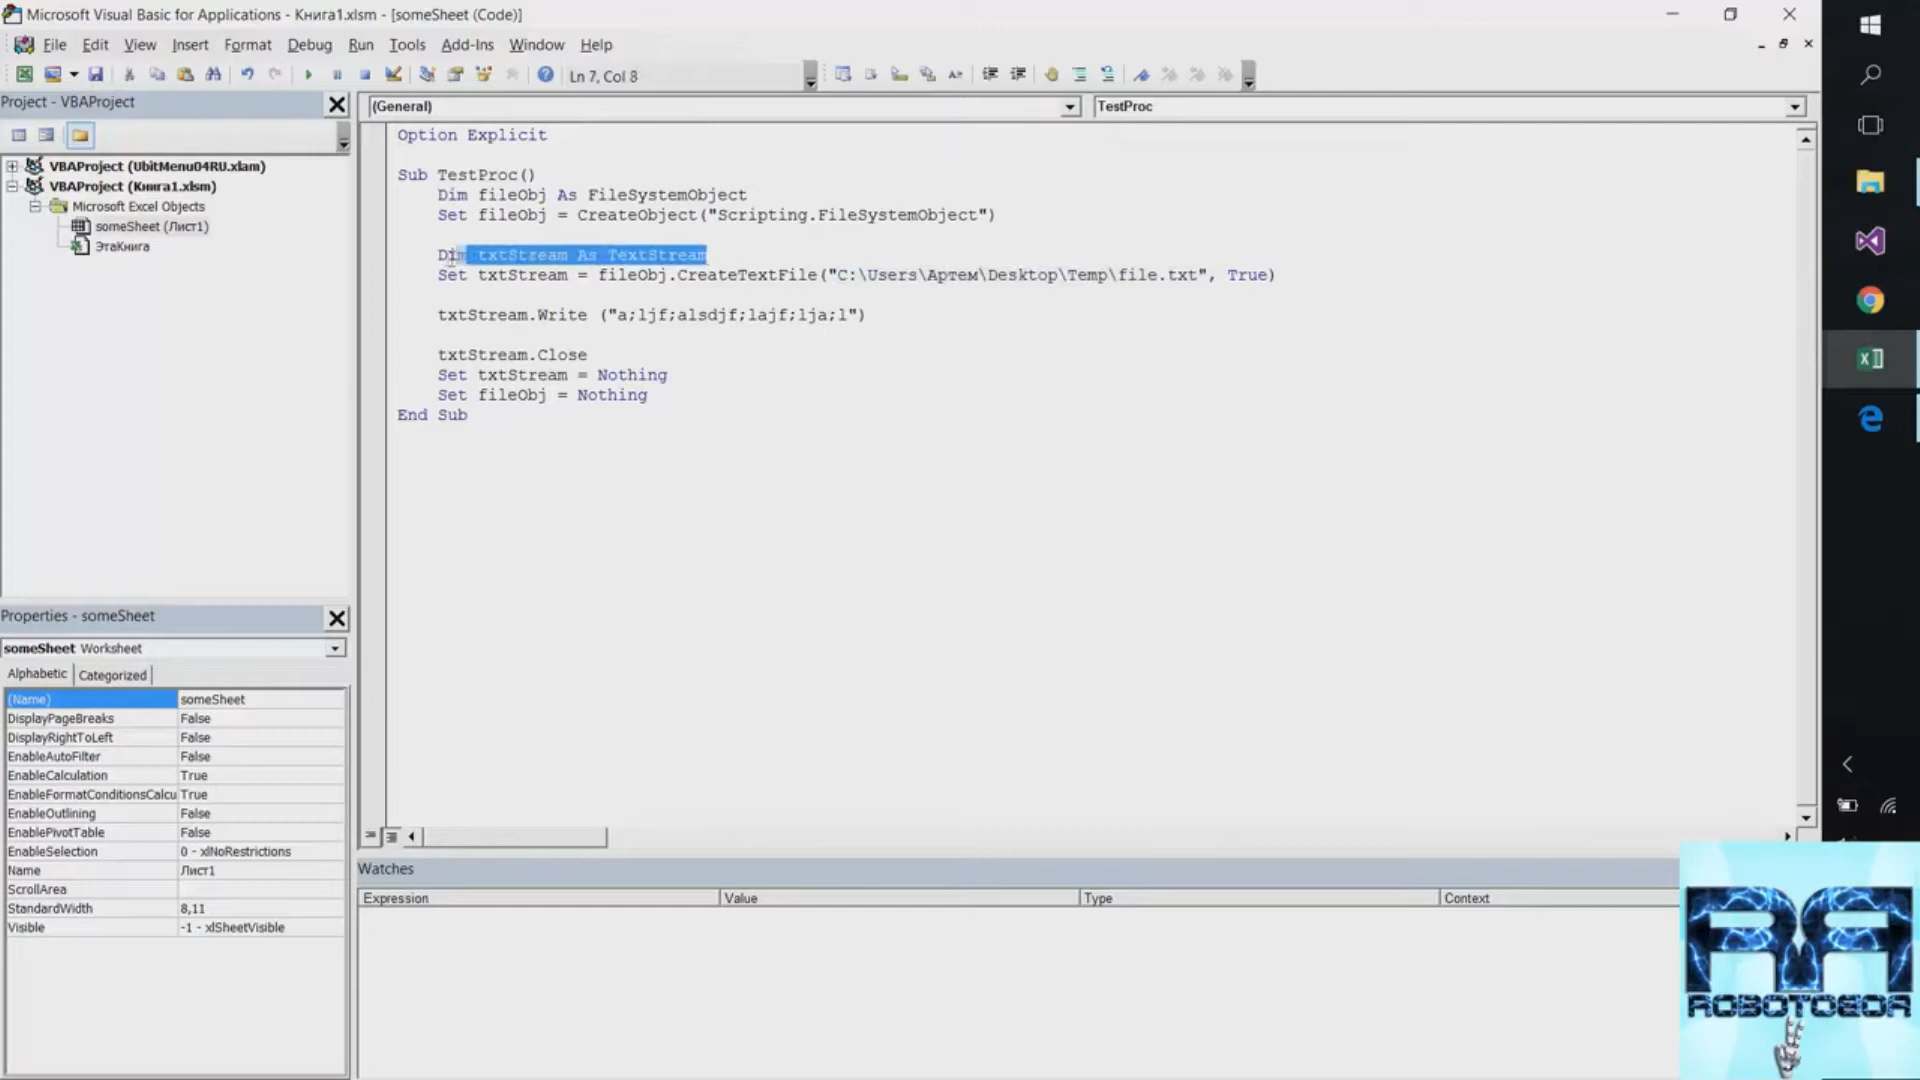 Microsoft Visual Basic for Applications - Книга1.xlsm - [someSheet (Code)]
File Edit View Insert Format Debug Run Tools Add-Ins Window Help
Ln 7, Col 8
Project - VBAProject
(General)
TestProc
VBAProject (UbitMenu04RU.xlam)
VBAProject (Книга1.xlsm)
Microsoft Excel Objects
someSheet (Лист1)
ЭтаКнига
Option Explicit
Sub TestProc()
Dim fileObj As FileSystemObject
Set fileObj = CreateObject("Scripting.FileSystemObject")
Dim txtStream As TextStream
Set txtStream = fileObj.CreateTextFile("C:\Users\Артем\Desktop\Temp\file.txt", True)
txtStream.Write ("a;ljf;alsdjf;lajf;lja;l")
txtStream.Close
Set txtStream = Nothing
Set fileObj = Nothing
End Sub
Properties - someSheet
someSheet Worksheet
Alphabetic Categorized
(Name) someSheet
DisplayPageBreaks False
DisplayRightToLeft False
EnableAutoFilter False
EnableCalculation True
EnableFormatConditionsCalcu True
EnableOutlining False
EnablePivotTable False
EnableSelection 0 - xlNoRestrictions
Name Лист1
ScrollArea
StandardWidth 8,11
Visible -1 - xlSheetVisible
Watches
Expression Value Type Context